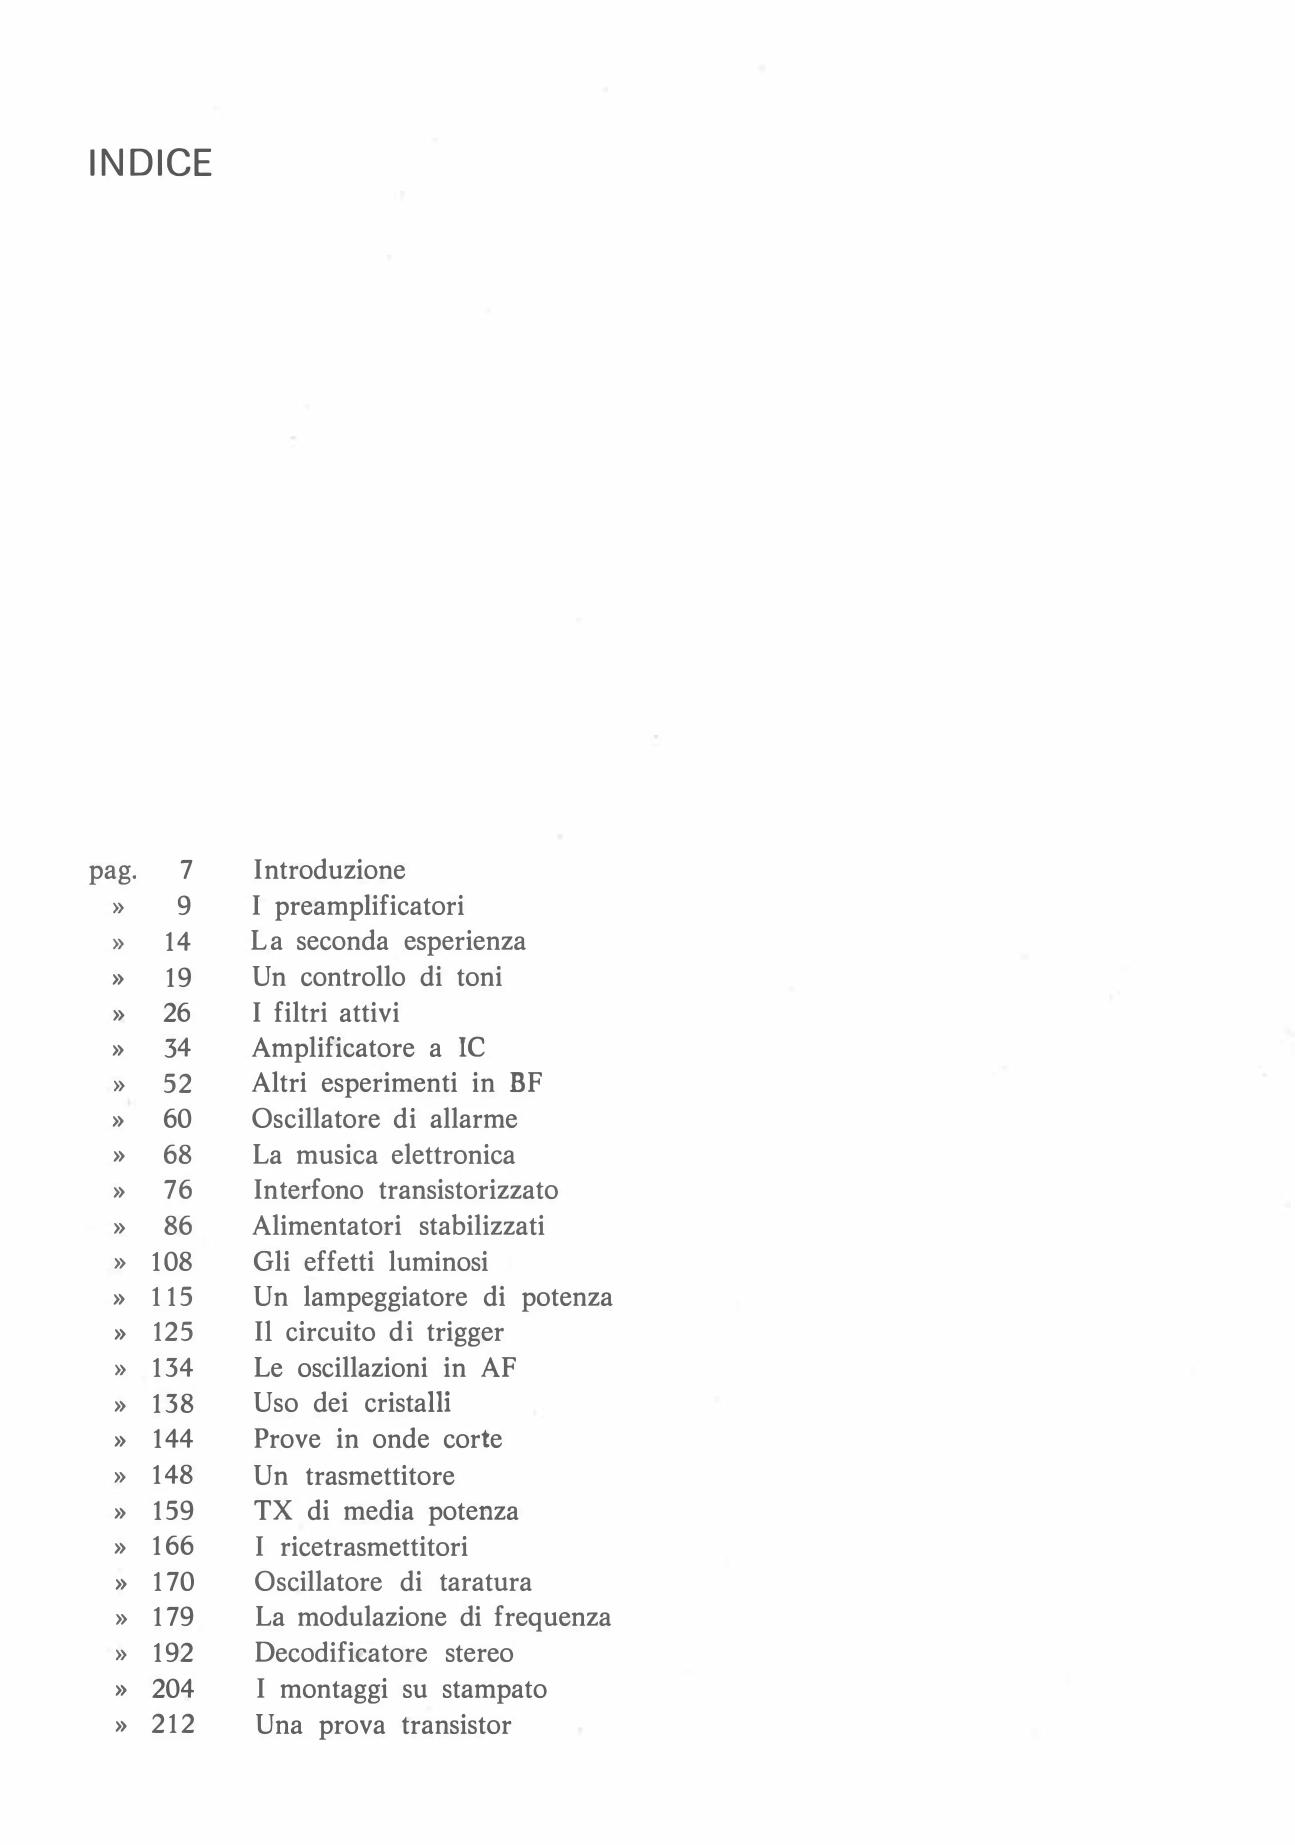 INDICE
pag. 7 Introduzione
» 9 I preamplificatori
» 14 La seconda esperienza
» 19 Un controllo di toni
» 26 I filtri attivi
» 34 Amplificatore a IC
» 52 Altri esperimenti in BF
» 60 Oscillatore di allarme
» 68 La musica elettronica
» 76 Interfono transistorizzato
» 86 Alimentatori stabilizzati
» 108 Gli effetti luminosi
» 115 Un lampeggiatore di potenza
» 125 Il circuito di trigger
» 134 Le oscillazioni in AF
» 138 Uso dei cristalli
» 144 Prove in onde corte
» 148 Un trasmettitore
» 159 TX di media potenza
» 166 I ricetrasmettitori
» 170 Oscillatore di taratura
» 179 La modulazione di frequenza
» 192 Decodificatore stereo
» 204 I montaggi su stampato
» 212 Una prova transistor